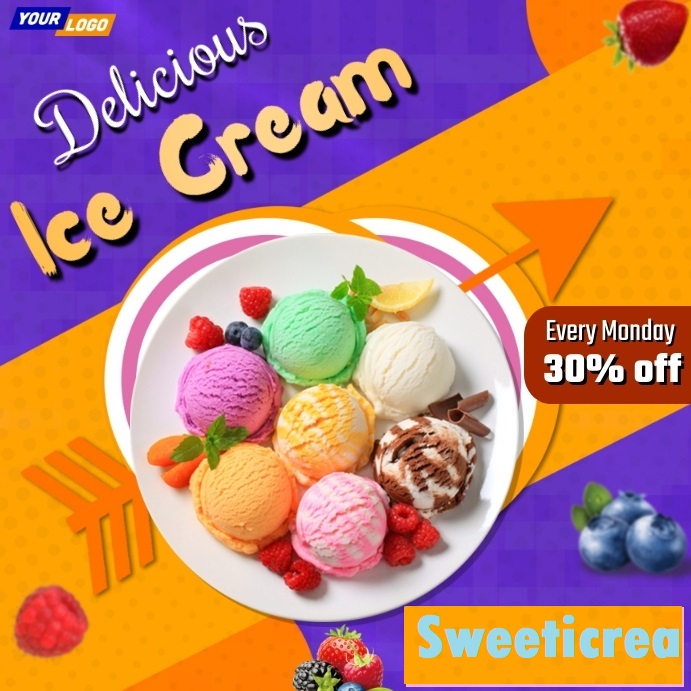 YOUR LOGO
Delicious
Ice Cream
Every Monday
30% off
Sweeticrea